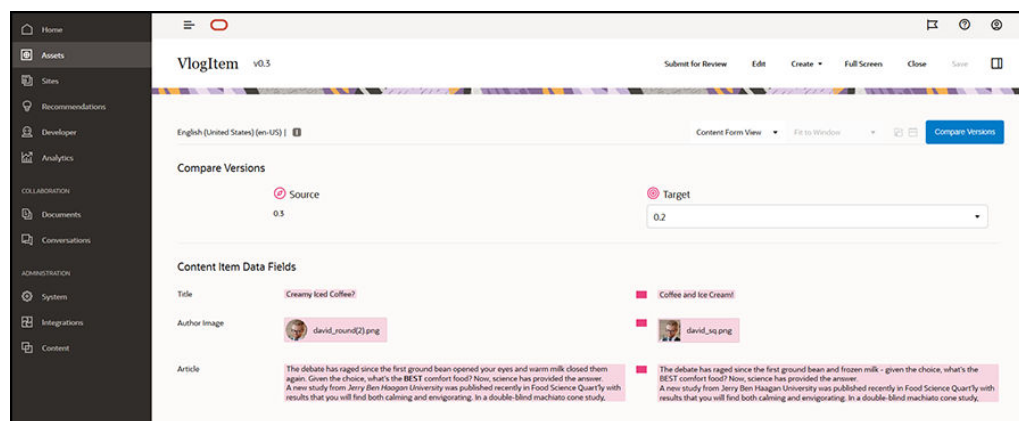 Home
Assets
Sites
Recommendations
Developer
Analytics
COLLABORATION
Documents
Conversations
ADMINISTRATION
System
Integrations
Content
VlogItem v0.3
Submit for Review Edit Create Full Screen Close Save
English (United States) (en-US) |
Content Form View Fit to Window Compare Versions
Compare Versions
Source Target
0.3 0.2
Content Item Data Fields
Title Creamy Iced Coffee? Coffee and Ice Cream!
Author Image david_round(2).png david_sq.png
Article
The debate has raged since the first ground bean opened your eyes and warm milk closed them
again. Given the choice, what's the BEST comfort food? Now, science has provided the answer.
A new study from Jerry Ben Haagan University was published recently in Food Science Quart'ly with
results that you will find both calming and envigorating. In a double-blind machiato cone study,
The debate has raged since the first ground bean and frozen milk - given the choice, what's the
BEST comfort food? Now, science has provided the answer.
A new study from Jerry Ben Haagan University was published recently in Food Science Quart'ly with
results that you will find both calming and envigorating. In a double-blind machiato cone study,